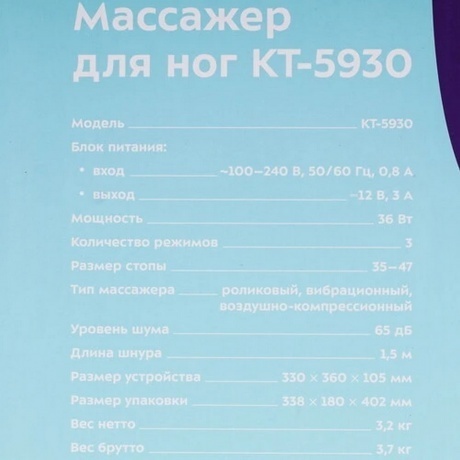 Массажер
для ног КТ-5930
Модель КТ-5930
Блок питания:
• вход ~100–240 В, 50/60 Гц, 0,8 А
• выход ⎓12 В, 3 А
Мощность 36 Вт
Количество режимов 3
Размер стопы 35–47
Тип массажера роликовый, вибрационный,
воздушно-компрессионный
Уровень шума 65 дБ
Длина шнура 1,5 м
Размер устройства 330 × 360 × 105 мм
Размер упаковки 338 × 180 × 402 мм
Вес нетто 3,2 кг
Вес брутто 3,7 кг